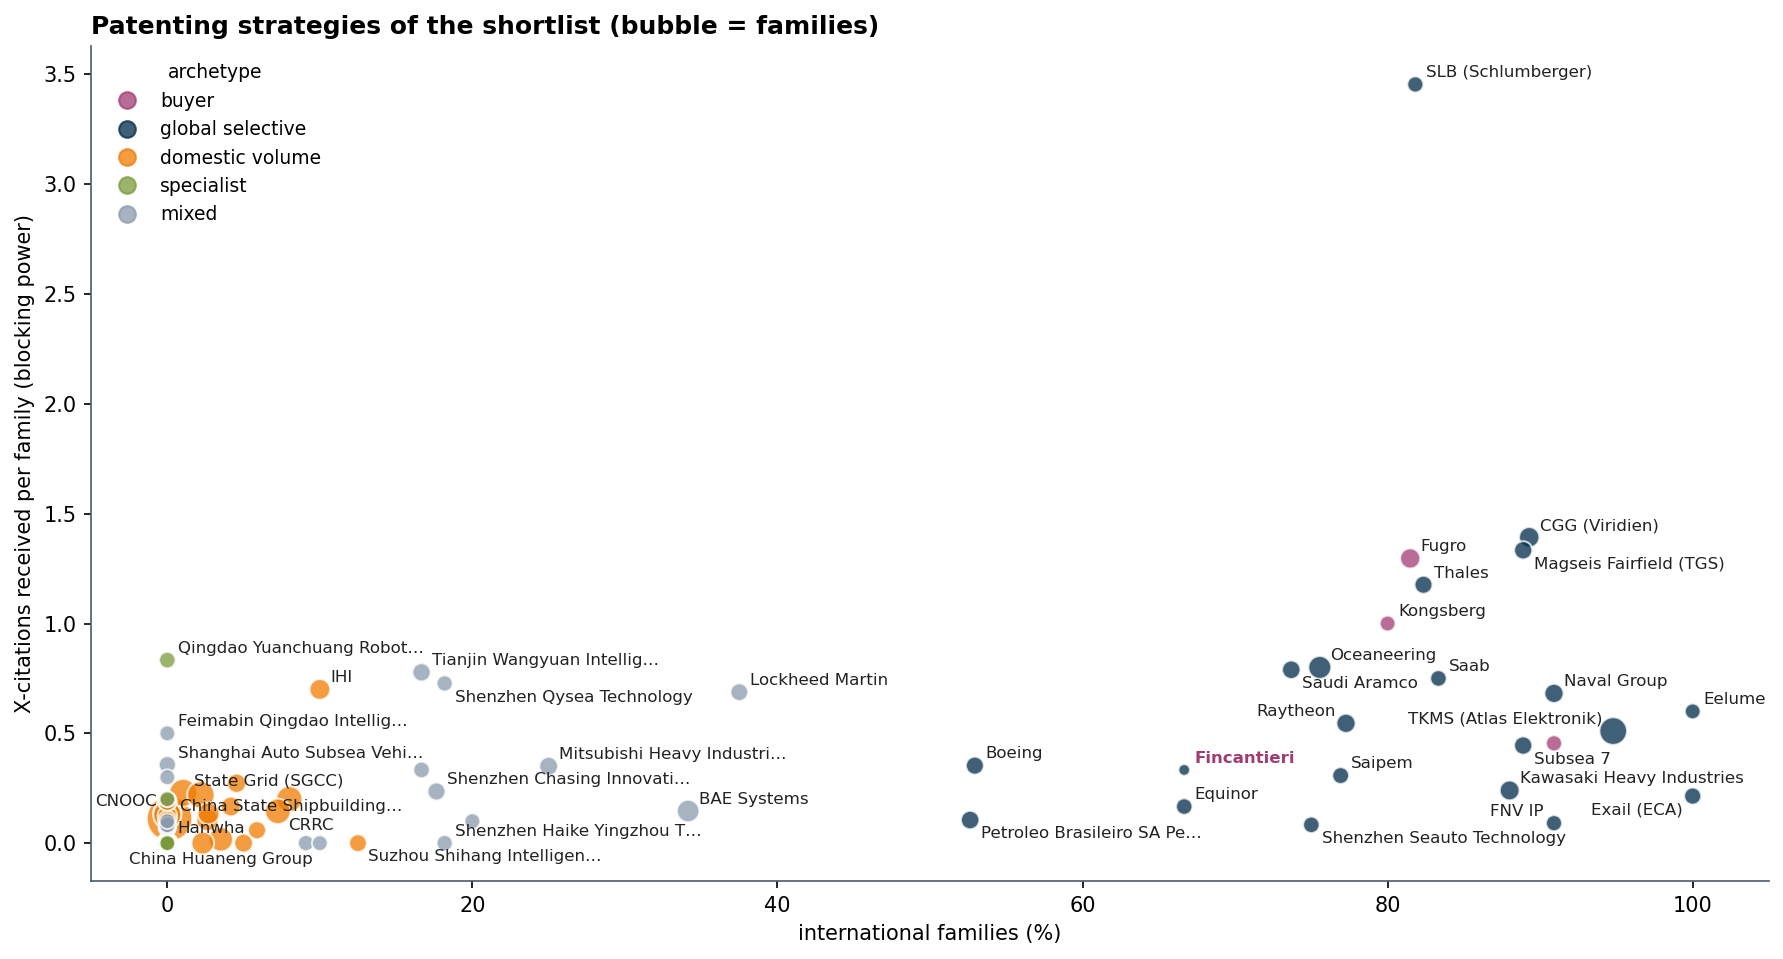 Patenting strategies of the shortlist (bubble = families)
archetype
buyer
global selective
domestic volume
specialist
mixed
X-citations received per family (blocking power)
3.5
3.0
2.5
2.0
1.5
1.0
0.5
0.0
SLB (Schlumberger)
CGG (Viridien)
Fugro
Magseis Fairfield (TGS)
Thales
Kongsberg
Qingdao Yuanchuang Robot...
Tianjin Wangyuan Intellig...
Oceaneering
Saab
IHI
Lockheed Martin
Saudi Aramco
Naval Group
Shenzhen Qysea Technology
Eelume
Feimabin Qingdao Intellig...
Raytheon
TKMS (Atlas Elektronik)
Shanghai Auto Subsea Vehi...
Mitsubishi Heavy Industri...
Boeing
Fincantieri
Saipem
Subsea 7
State Grid (SGCC)
Shenzhen Chasing Innovati...
Kawasaki Heavy Industries
CNOOC
China State Shipbuilding...
BAE Systems
Equinor
FNV IP
Exail (ECA)
Hanwha
CRRC
Shenzhen Haike Yingzhou T...
Petroleo Brasileiro SA Pe...
Shenzhen Seauto Technology
China Huaneng Group
Suzhou Shihang Intelligen...
0
20
40
60
80
100
international families (%)